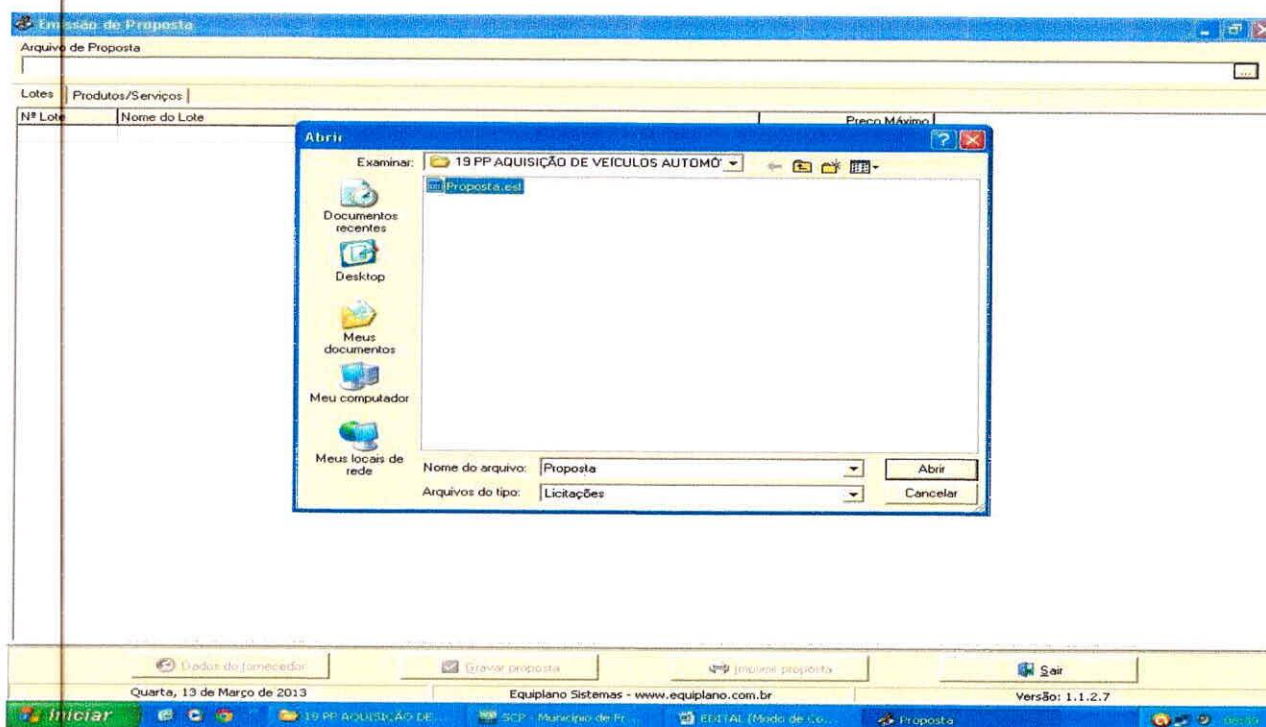 Emissão de Proposta
Arquivo de Proposta
...
Lotes Produtos/Serviços
Nº Lote Nome do Lote Preço Máximo
Abrir
Examinar: 19 PP AQUISIÇÃO DE VEÍCULOS AUTOMÓ
Proposta.esl
Documentos recentes
Desktop
Meus documentos
Meu computador
Meus locais de rede
Nome do arquivo: Proposta Abrir
Arquivos do tipo: Licitações Cancelar
Dados do fornecedor Gravar proposta Imprimir proposta Sair
Quarta, 13 de Março de 2013 Equiplano Sistemas - www.equiplano.com.br Versão: 1.1.2.7
Iniciar 19 PP AQUISIÇÃO DE... SCP - Município de Fr... EDITAL (Modo de Co... Proposta